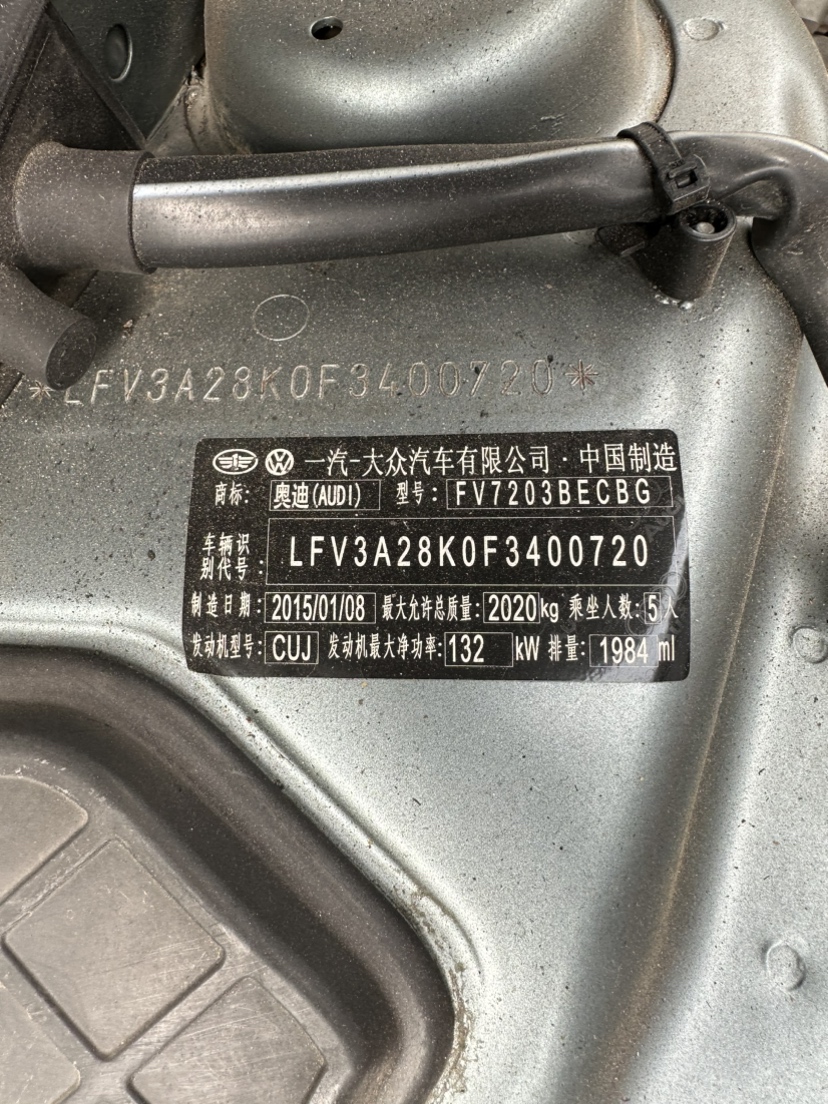 *LFV3A28K0F3400720*
一汽-大众汽车有限公司·中国制造
商标: 奥迪(AUDI) 型号: FV7203BECBG
车辆识别代号: LFV3A28K0F3400720
制造日期: 2015/01/08 最大允许总质量: 2020kg 乘坐人数: 5人
发动机型号: CUJ 发动机最大净功率: 132 kW 排量: 1984 ml